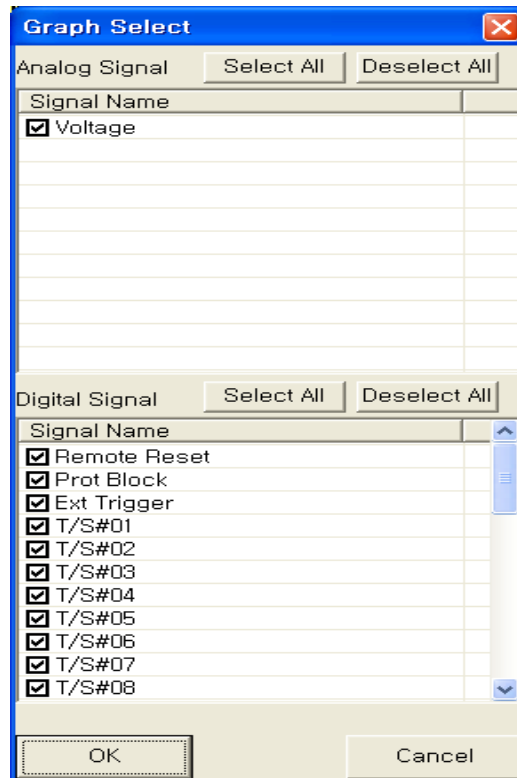 Graph Select
Analog Signal Select All Deselect All
Signal Name
Voltage
Digital Signal Select All Deselect All
Signal Name
Remote Reset
Prot Block
Ext Trigger
T/S#01
T/S#02
T/S#03
T/S#04
T/S#05
T/S#06
T/S#07
T/S#08
OK Cancel